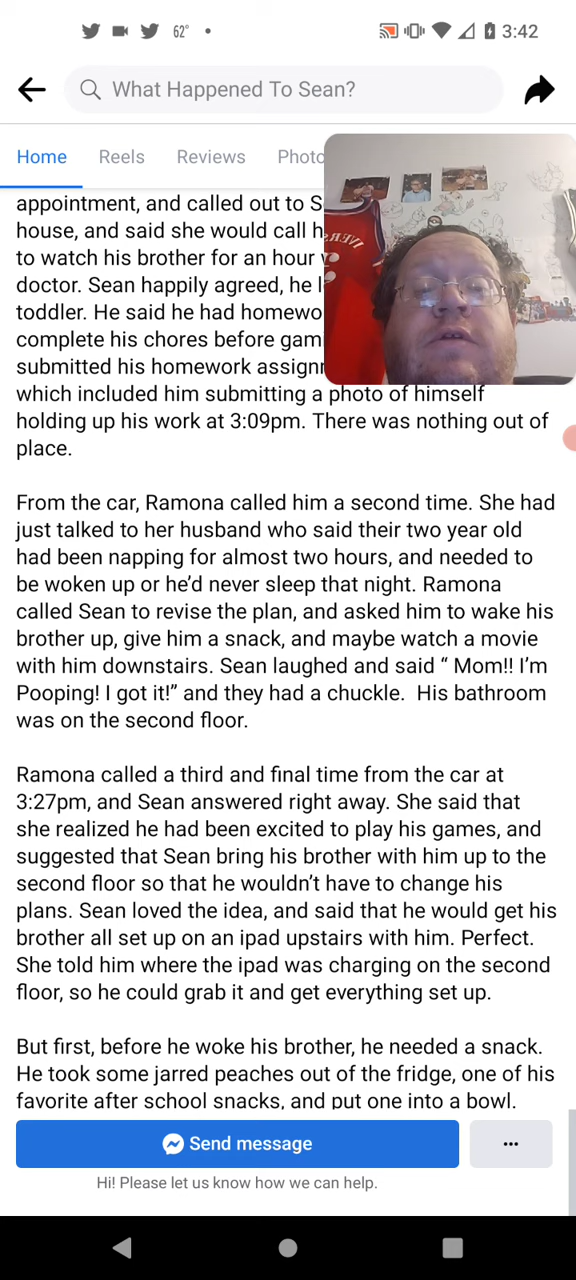 62°
3:42
What Happened To Sean?
Home Reels Reviews
appointment, and called out to
house, and said she would call
to watch his brother for an hour
doctor. Sean happily agreed, he
toddler. He said he had
complete his chores before
submitted his homework
which included him submitting a photo of himself
holding up his work at 3:09pm. There was nothing out of
place.
From the car, Ramona called him a second time. She had
just talked to her husband who said their two year old
had been napping for almost two hours, and needed to
be woken up or he’d never sleep that night. Ramona
called Sean to revise the plan, and asked him to wake his
brother up, give him a snack, and maybe watch a movie
with him downstairs. Sean laughed and said “ Mom!! I’m
Pooping! I got it!” and they had a chuckle.  His bathroom
was on the second floor.
Ramona called a third and final time from the car at
3:27pm, and Sean answered right away. She said that
she realized he had been excited to play his games, and
suggested that Sean bring his brother with him up to the
second floor so that he wouldn’t have to change his
plans. Sean loved the idea, and said that he would get his
brother all set up on an ipad upstairs with him. Perfect.
She told him where the ipad was charging on the second
floor, so he could grab it and get everything set up.
But first, before he woke his brother, he needed a snack.
He took some jarred peaches out of the fridge, one of his
favorite after school snacks, and put one into a bowl.
Send message
Hi! Please let us know how we can help.